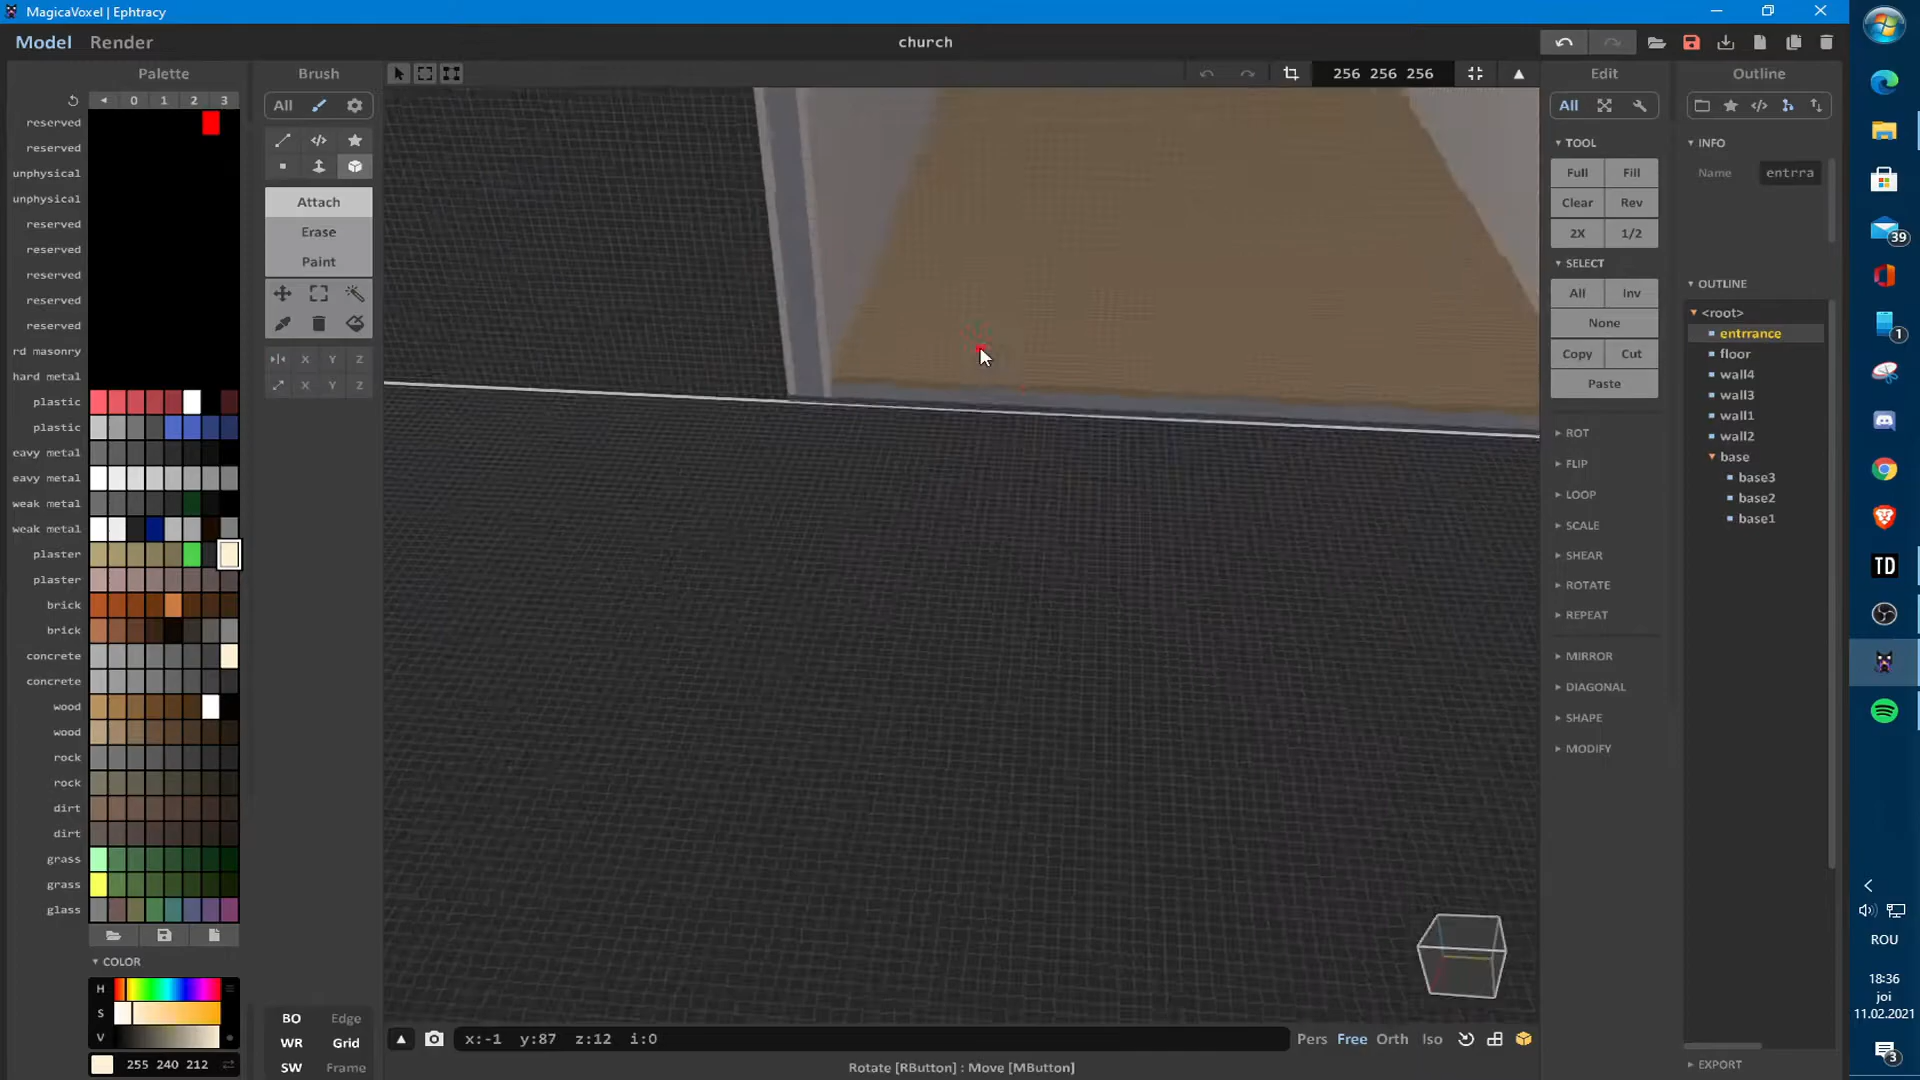 MagicaVoxel | Ephtracy
Model Render
church
Palette
0 1 2 3
reserved
reserved
unphysical
unphysical
reserved
reserved
reserved
reserved
reserved
rd masonry
hard metal
plastic
plastic
eavy metal
eavy metal
weak metal
weak metal
plaster
plaster
brick
brick
concrete
concrete
wood
wood
rock
rock
dirt
dirt
grass
grass
glass
COLOR
H
S
V
255 240 212
Brush
All
Attach
Erase
Paint
X Y Z
X Y Z
BO Edge
WR Grid
SW Frame
256 256 256
x:-1 y:87 z:12 i:0
Pers Free Orth Iso
Rotate [RButton] : Move [MButton]
Edit
All
TOOL
Full Fill
Clear Rev
2X 1/2
SELECT
All Inv
None
Copy Cut
Paste
ROT
FLIP
LOOP
SCALE
SHEAR
ROTATE
REPEAT
MIRROR
DIAGONAL
SHAPE
MODIFY
Outline
INFO
Name entrra
OUTLINE
<root>
entrrance
floor
wall4
wall3
wall1
wall2
base
base3
base2
base1
EXPORT
39
1
TD
ROU
18:36
joi
11.02.2021
3